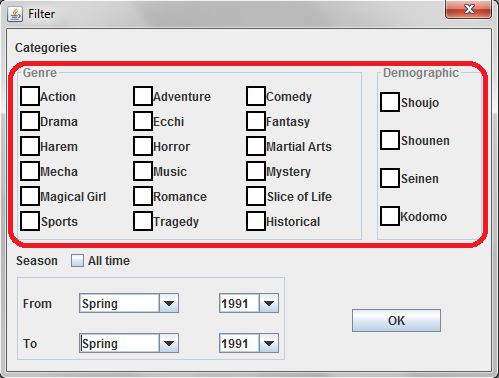 Filter
Categories
Genre Demographic
Action Adventure Comedy Shoujo
Drama Ecchi Fantasy
Harem Horror Martial Arts Shounen
Mecha Music Mystery Seinen
Magical Girl Romance Slice of Life
Sports Tragedy Historical Kodomo
Season All time
From Spring 1991
OK
To Spring 1991